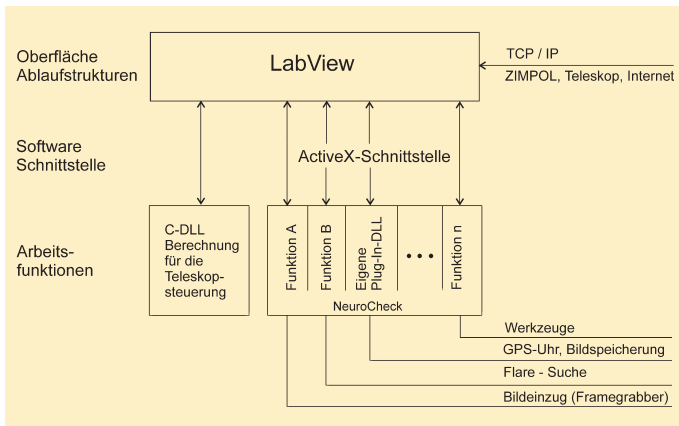 Oberfläche
Ablaufstrukturen
LabView
TCP / IP
ZIMPOL, Teleskop, Internet
Software
Schnittstelle
ActiveX-Schnittstelle
Arbeits-
funktionen
C-DLL
Berechnung
für die
Teleskop-
steuerung
Funktion A
Funktion B
Eigene
Plug-In-DLL
• • •
Funktion n
NeuroCheck
Werkzeuge
GPS-Uhr, Bildspeicherung
Flare - Suche
Bildeinzug (Framegrabber)